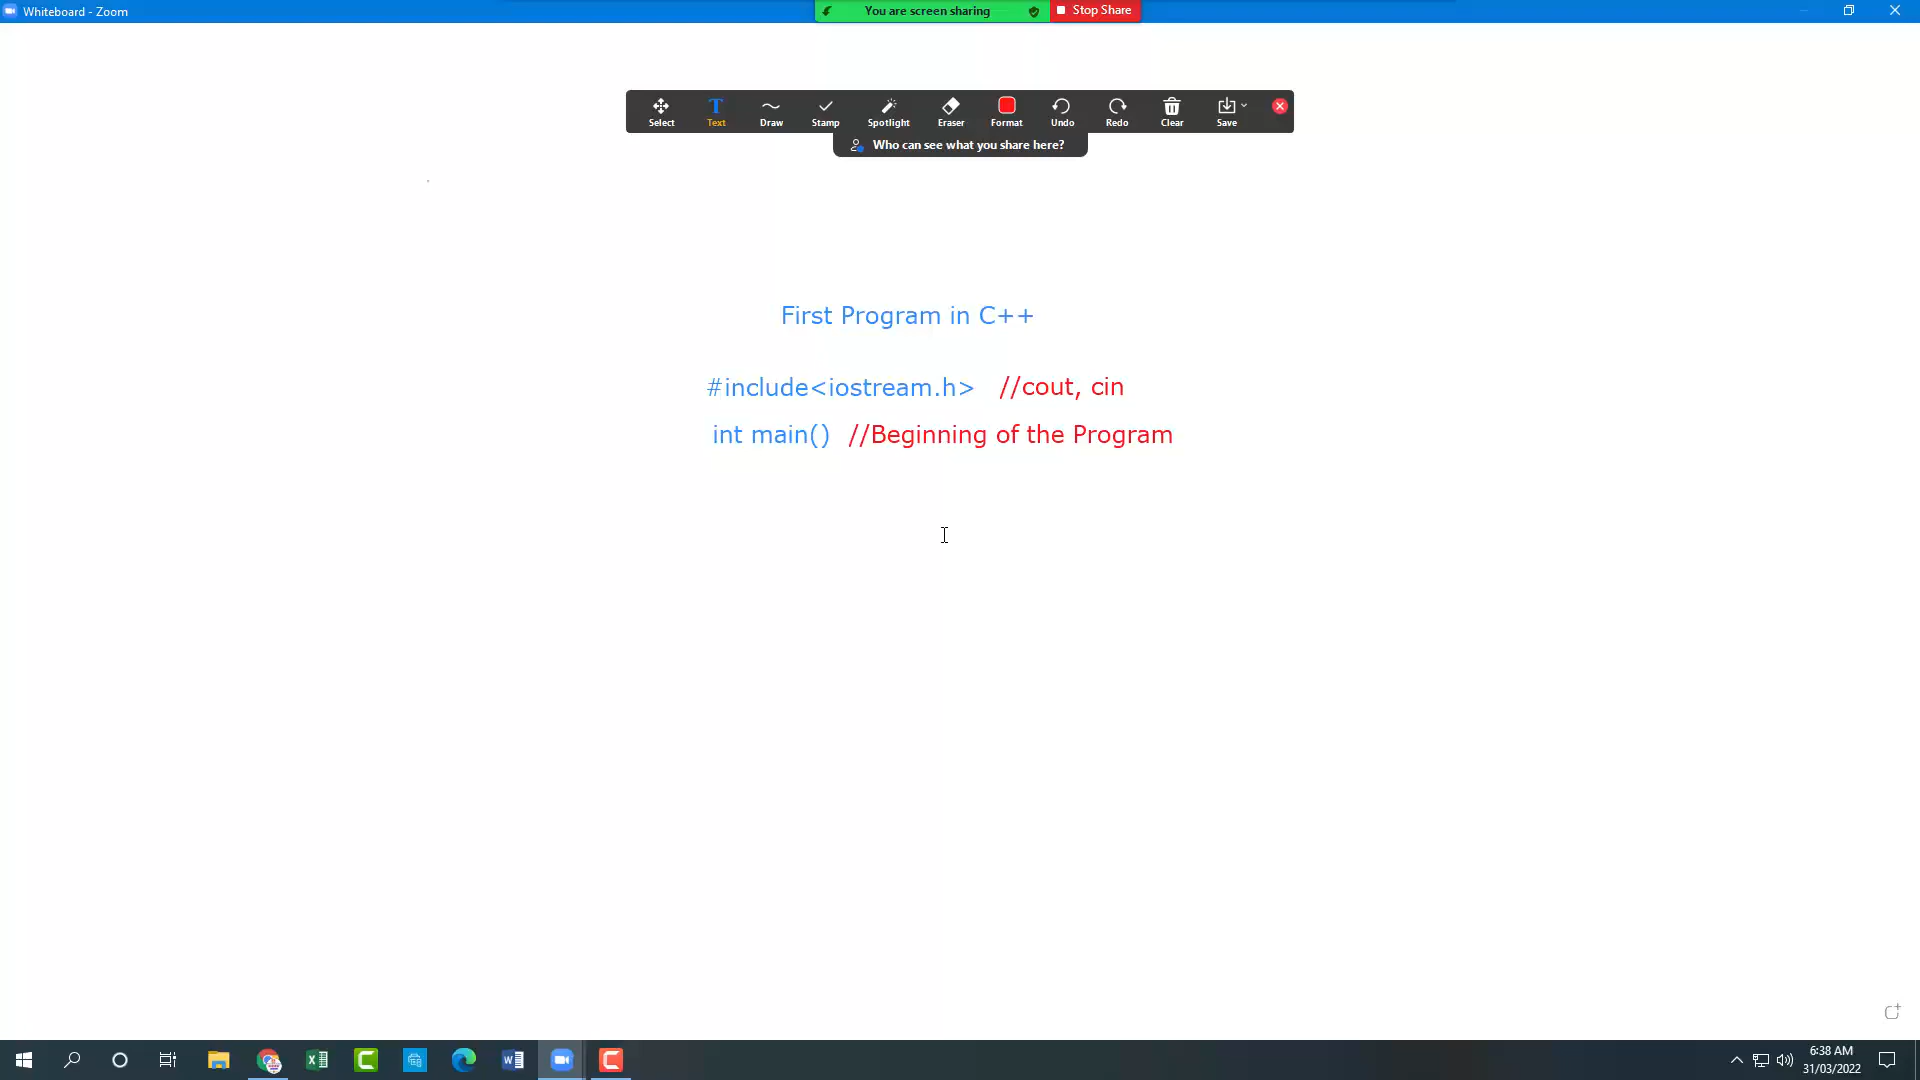 Whiteboard - Zoom
You are screen sharing
Stop Share
Select Text Draw Stamp Spotlight Eraser Format Undo Redo Clear Save
Who can see what you share here?
First Program in C++
#include<iostream.h> //cout, cin
int main() //Beginning of the Program
6:38 AM
31/03/2022